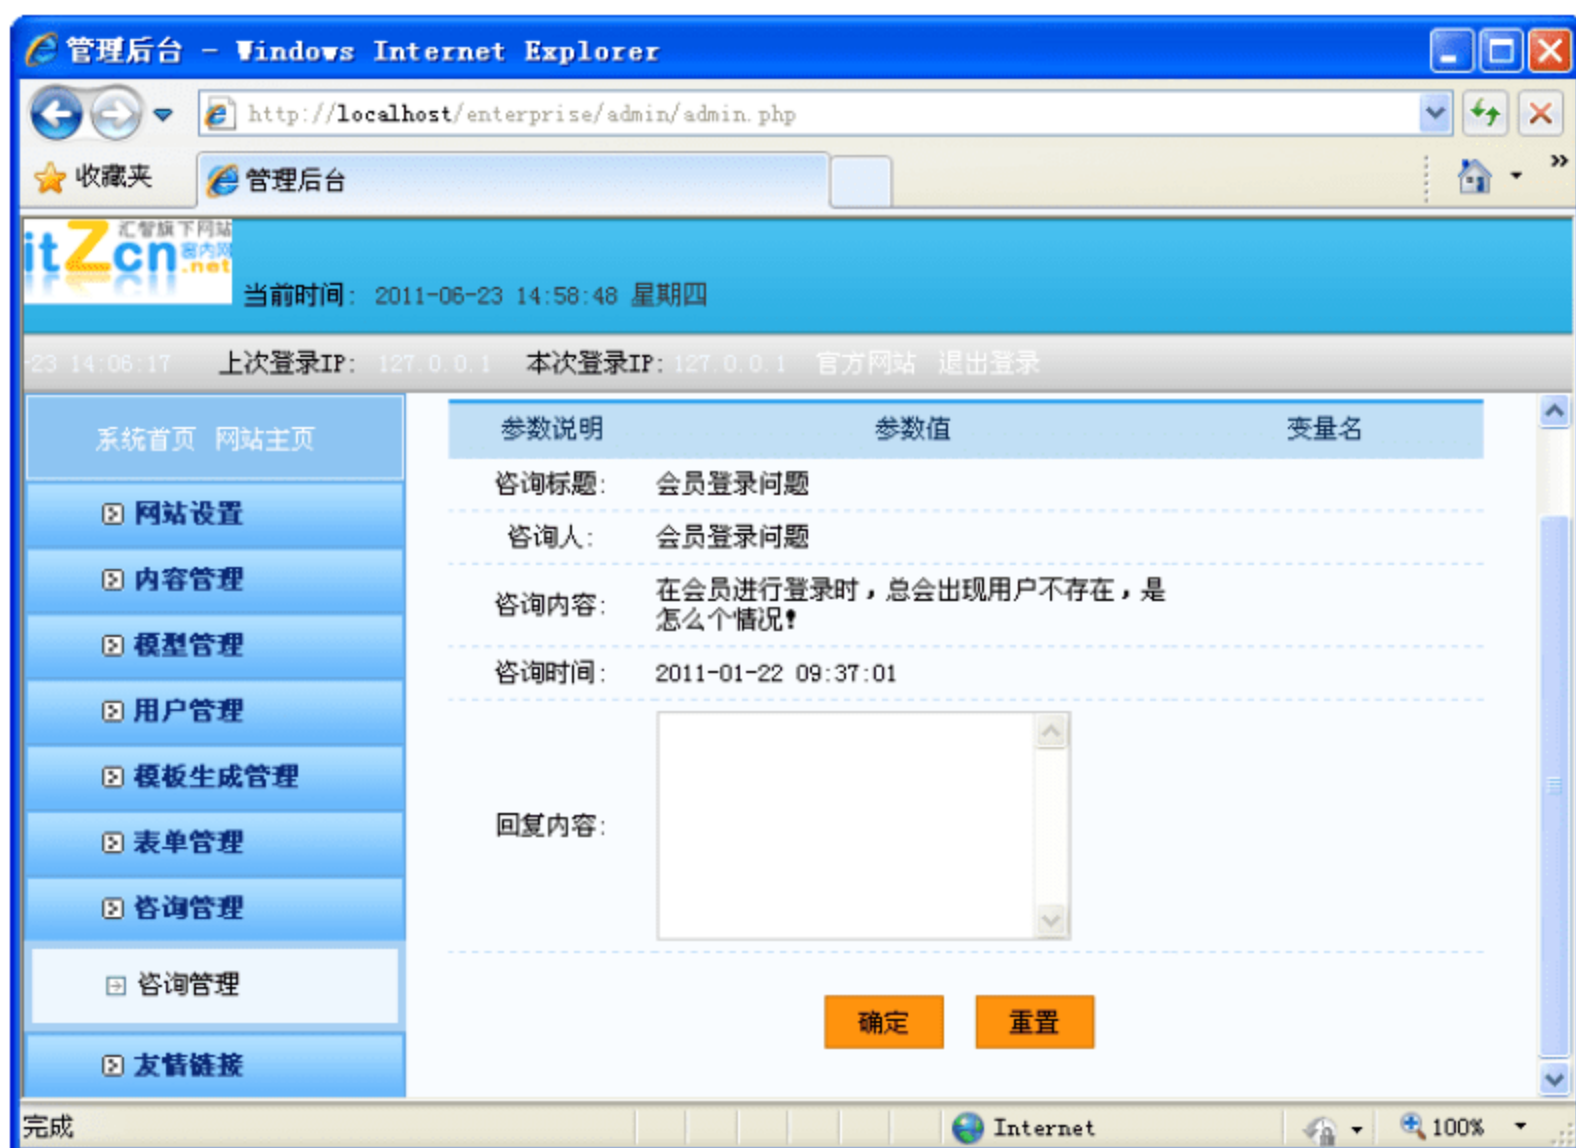 管理后台 - Windows Internet Explorer
http://localhost/enterprise/admin/admin.php
收藏夹
管理后台
»
汇智旗下网站
itZcn 窗内网
.net
当前时间: 2011-06-23 14:58:48 星期四
-23 14:06:17 上次登录IP: 127.0.0.1 本次登录IP: 127.0.0.1 官方网站 退出登录
系统首页 网站主页
网站设置
内容管理
模型管理
用户管理
模板生成管理
表单管理
咨询管理
咨询管理
友情链接
参数说明 参数值 变量名
咨询标题: 会员登录问题
咨询人: 会员登录问题
咨询内容: 在会员进行登录时，总会出现用户不存在，是
怎么个情况!
咨询时间: 2011-01-22 09:37:01
回复内容:
确定 重置
完成 Internet 100%